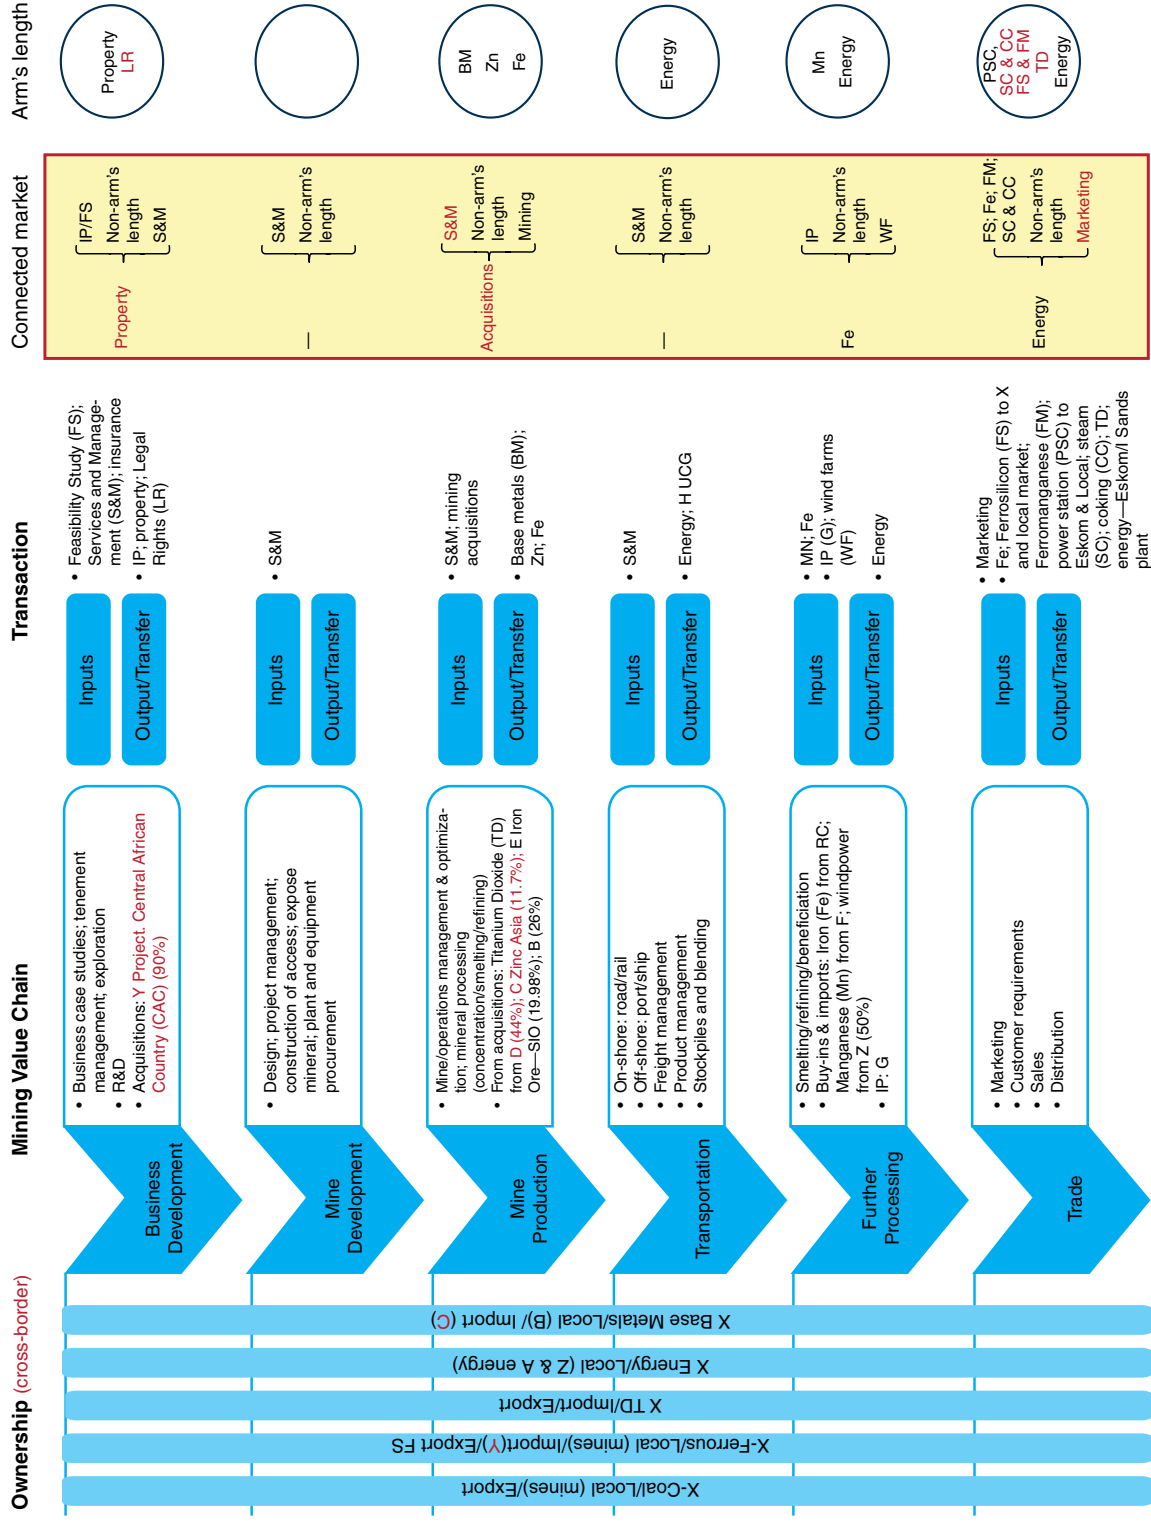 Ownership (cross-border)
Mining Value Chain
Transaction
Connected market
Arm's length
X-Coal/Local (mines)/Export
X-Ferrous/Local (mines)/Import(Y)/Export FS
X TD/Import/Export
X Energy/Local (Z & A energy)
X Base Metals/Local (B)/ Import (C)
Business
Development
• Business case studies; tenement
management; exploration
• R&D
• Acquisitions: Y Project. Central African
Country (CAC) (90%)
Inputs
Output/Transfer
• Feasibility Study (FS);
Services and Manage-
ment (S&M); insurance
• IP; property; Legal
Rights (LR)
Property
IP/FS
Non-arm's
length
S&M
Property
LR
Mine
Development
• Design; project management;
construction of access; expose
mineral; plant and equipment
procurement
Inputs
Output/Transfer
• S&M
—
S&M
Non-arm's
length
Mine
Production
• Mine/operations management & optimiza-
tion; mineral processing
(concentration/smelting/refining)
• From acquisitions: Titanium Dioxide (TD)
from D (44%); C Zinc Asia (11.7%); E Iron
Ore—SIO (19.98%); B (26%)
Inputs
Output/Transfer
• S&M; mining
acquisitions
• Base metals (BM);
Zn; Fe
Acquisitions
S&M
Non-arm's
length
Mining
BM
Zn
Fe
Transportation
• On-shore: road/rail
• Off-shore: port/ship
• Freight management
• Product management
• Stockpiles and blending
Inputs
Output/Transfer
• S&M
• Energy; H UCG
—
S&M
Non-arm's
length
Energy
Further
Processing
• Smelting/refining/beneficiation
• Buy-ins & imports: Iron (Fe) from RC;
Manganese (Mn) from F; windpower
from Z (50%)
• IP: G
Inputs
Output/Transfer
• MN; Fe
• IP (G); wind farms
(WF)
• Energy
Fe
IP
Non-arm's
length
WF
Mn
Energy
Trade
• Marketing
• Customer requirements
• Sales
• Distribution
Inputs
Output/Transfer
• Marketing
• Fe; Ferrosilicon (FS) to X
and local market;
Ferromanganese (FM);
power station (PSC) to
Eskom & Local; steam
(SC); coking (CC); TD;
energy—Eskom/I Sands
plant
Energy
FS; Fe; FM;
SC & CC
Non-arm's
length
Marketing
PSC,
SC & CC
FS & FM
TD
Energy